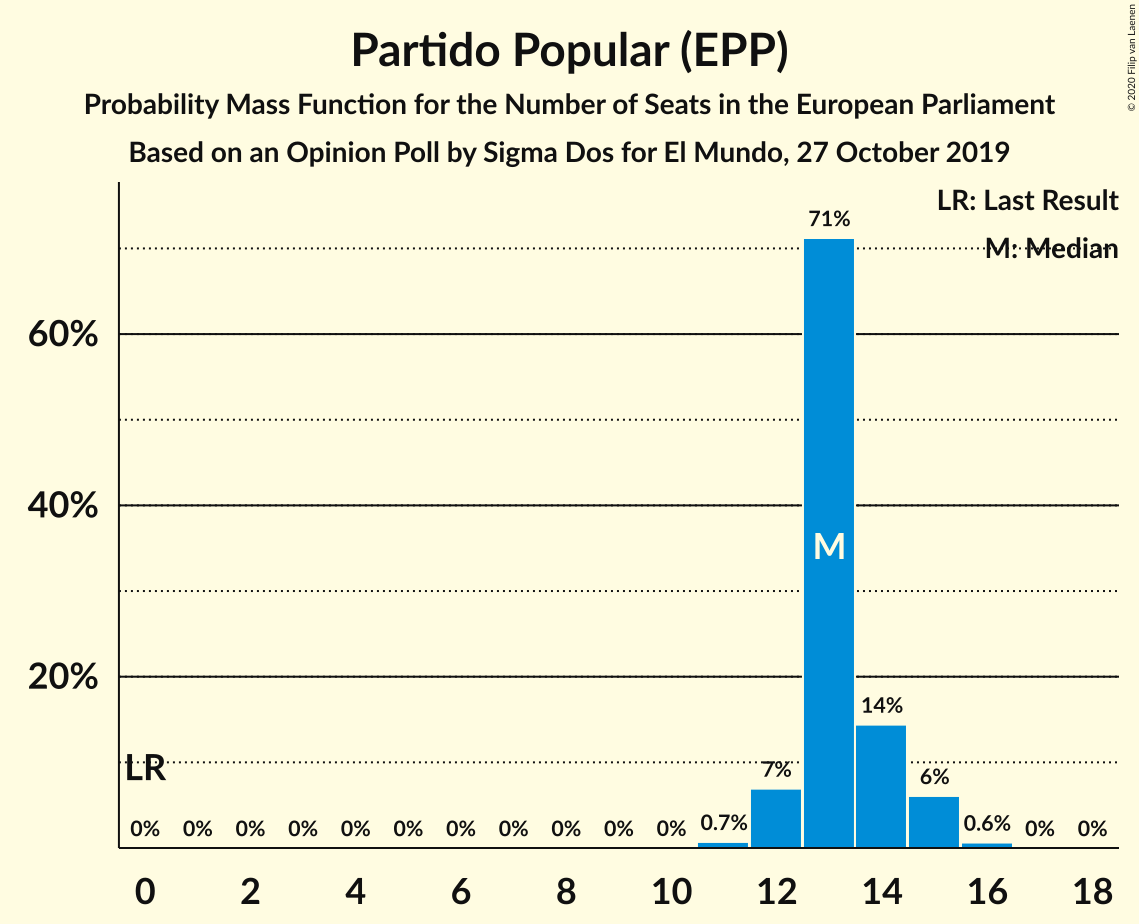 Partido Popular (EPP)
Probability Mass Function for the Number of Seats in the European Parliament
Based on an Opinion Poll by Sigma Dos for El Mundo, 27 October 2019
© 2020 Filip van Laenen
LR: Last Result
M: Median
71%
60%
40%
M
20%
14%
LR
7%
6%
0% 0% 0% 0% 0% 0% 0% 0% 0% 0% 0% 0.7% 0.6% 0% 0%
0 2 4 6 8 10 12 14 16 18